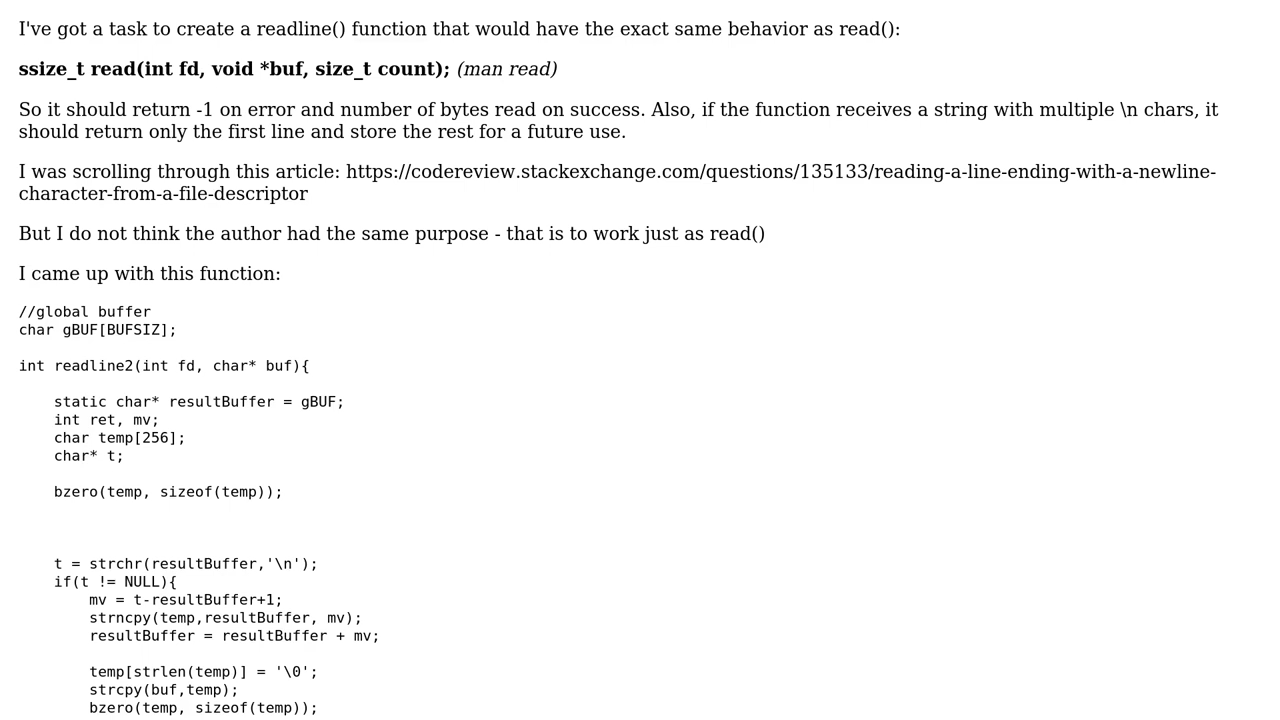 I've got a task to create a readline() function that would have the exact same behavior as read():
ssize_t read(int fd, void *buf, size_t count); (man read)
So it should return -1 on error and number of bytes read on success. Also, if the function receives a string with multiple \n chars, it
should return only the first line and store the rest for a future use.
I was scrolling through this article: https://codereview.stackexchange.com/questions/135133/reading-a-line-ending-with-a-newline-
character-from-a-file-descriptor
But I do not think the author had the same purpose - that is to work just as read()
I came up with this function:
//global buffer
char gBUF[BUFSIZ];
int readline2(int fd, char* buf){
static char* resultBuffer = gBUF;
int ret, mv;
char temp[256];
char* t;
bzero(temp, sizeof(temp));
t = strchr(resultBuffer,'\n');
if(t != NULL){
mv = t-resultBuffer+1;
strncpy(temp,resultBuffer, mv);
resultBuffer = resultBuffer + mv;
temp[strlen(temp)] = '\0';
strcpy(buf,temp);
bzero(temp, sizeof(temp));